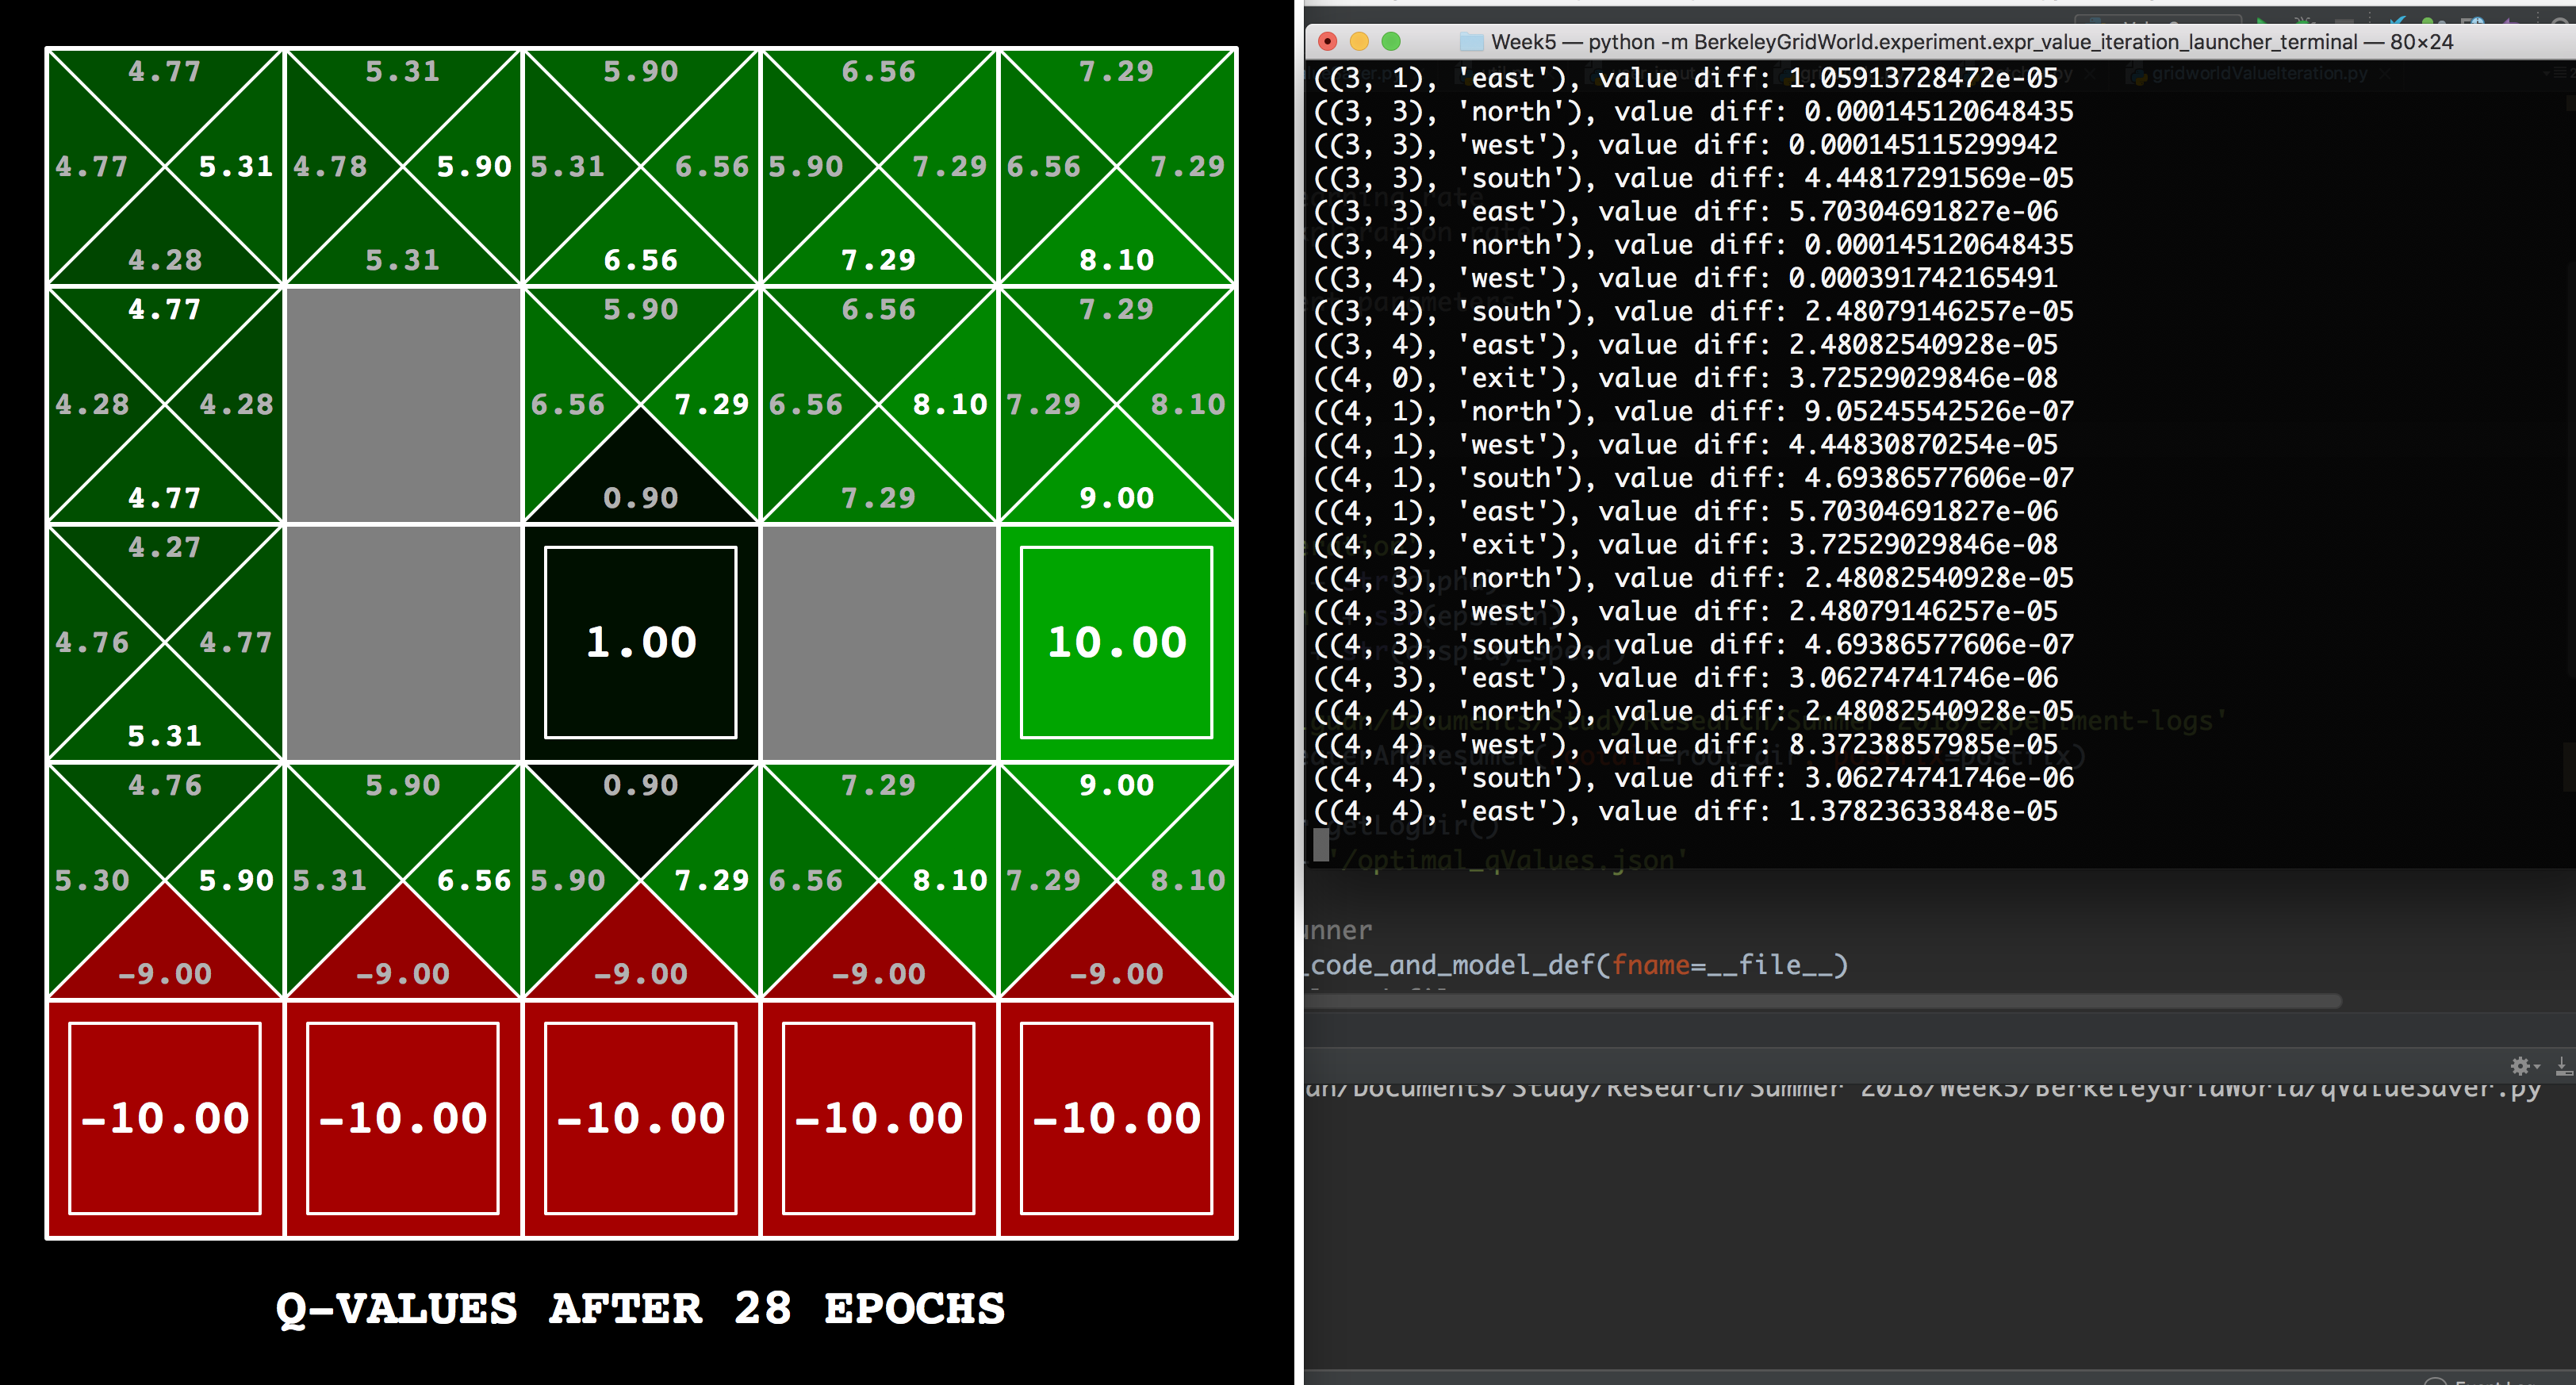 4.77 5.31 5.90 6.56 7.29
4.77 5.31 4.78 5.90 5.31 6.56 5.90 7.29 6.56 7.29
4.28 5.31 6.56 7.29 8.10
4.77 5.90 6.56 7.29
4.28 4.28 6.56 7.29 6.56 8.10 7.29 8.10
4.77 0.90 7.29 9.00
4.27
4.76 4.77 1.00 10.00
5.31
4.76 5.90 0.90 7.29 9.00
5.30 5.90 5.31 6.56 5.90 7.29 6.56 8.10 7.29 8.10
-9.00 -9.00 -9.00 -9.00 -9.00
-10.00 -10.00 -10.00 -10.00 -10.00
Q-VALUES AFTER 28 EPOCHS
Week5 — python -m BerkeleyGridWorld.experiment.expr_value_iteration_launcher_terminal — 80×24
gridworldValueIteration.py
((3, 1), 'east'), value diff: 1.05913728472e-05
((3, 3), 'north'), value diff: 0.000145120648435
((3, 3), 'west'), value diff: 0.000145115299942
((3, 3), 'south'), value diff: 4.44817291569e-05
((3, 3), 'east'), value diff: 5.70304691827e-06
((3, 4), 'north'), value diff: 0.000145120648435
((3, 4), 'west'), value diff: 0.000391742165491
((3, 4), 'south'), value diff: 2.48079146257e-05
((3, 4), 'east'), value diff: 2.48082540928e-05
((4, 0), 'exit'), value diff: 3.72529029846e-08
((4, 1), 'north'), value diff: 9.05245542526e-07
((4, 1), 'west'), value diff: 4.44830870254e-05
((4, 1), 'south'), value diff: 4.69386577606e-07
((4, 1), 'east'), value diff: 5.70304691827e-06
((4, 2), 'exit'), value diff: 3.72529029846e-08
((4, 3), 'north'), value diff: 2.48082540928e-05
((4, 3), 'west'), value diff: 2.48079146257e-05
((4, 3), 'south'), value diff: 4.69386577606e-07
((4, 3), 'east'), value diff: 3.06274741746e-06
((4, 4), 'north'), value diff: 2.48082540928e-05
((4, 4), 'west'), value diff: 8.37238857985e-05
((4, 4), 'south'), value diff: 3.06274741746e-06
((4, 4), 'east'), value diff: 1.37823633848e-05
getLogDir()
'/optimal_qValues.json'
unner
_code_and_model_def(fname=__file__)
an/Documents/Study/Research/Summer 2018/Week5/BerkeleyGridWorld/qValueSaver.py